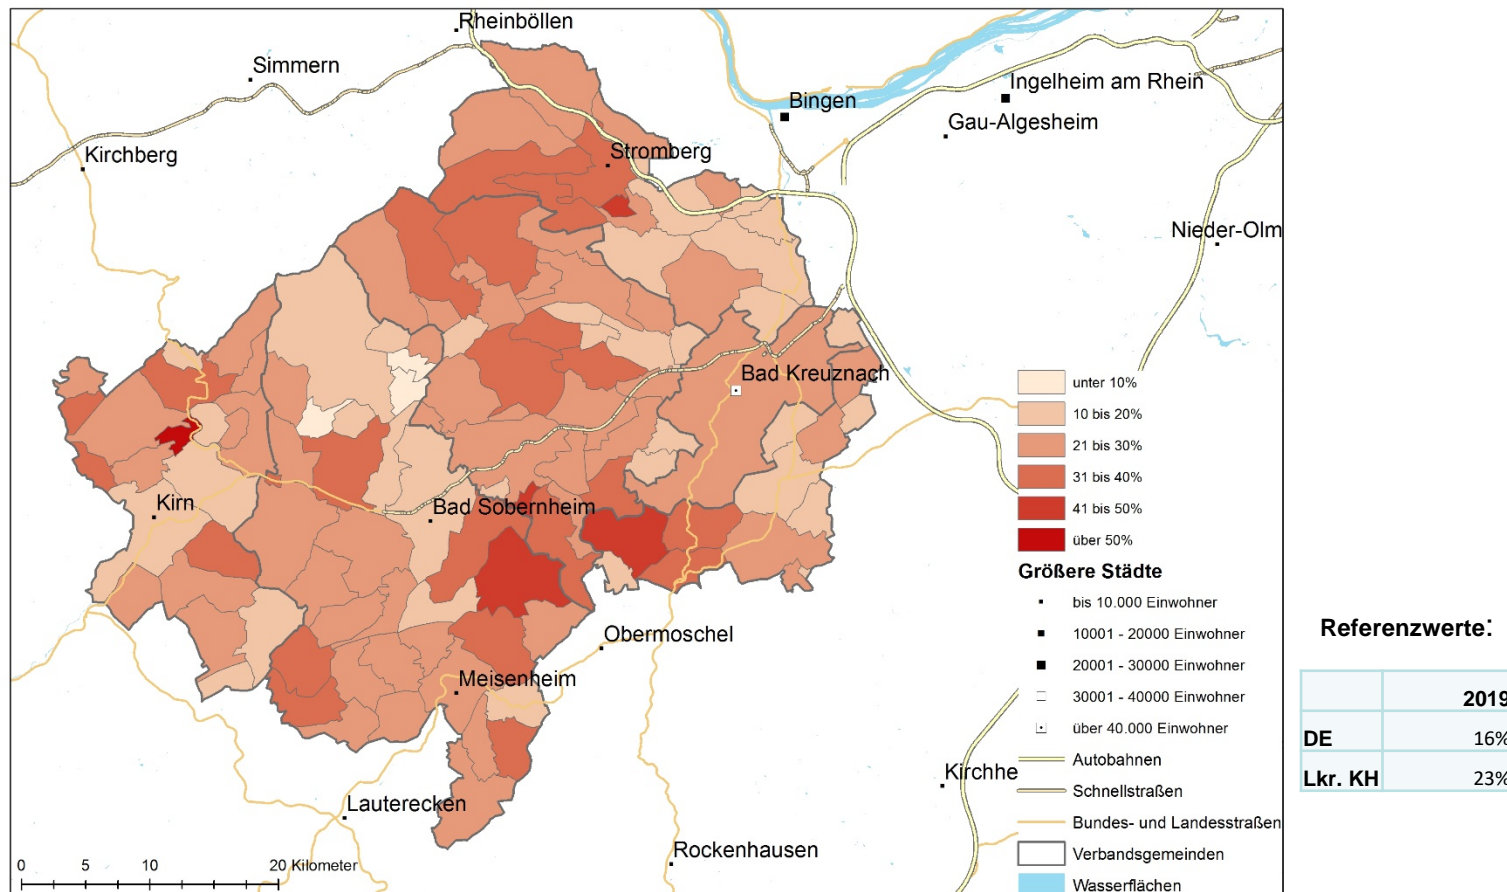 Rheinböllen
Simmern
Ingelheim am Rhein
Bingen
Gau-Algesheim
Kirchberg
Stromberg
Nieder-Olm
Bad Kreuznach
Kirn
Bad Sobernheim
Obermoschel
Meisenheim
Kirchhe
Lauterecken
Rockenhausen
0 5 10 20 Kilometer
unter 10%
10 bis 20%
21 bis 30%
31 bis 40%
41 bis 50%
über 50%
Größere Städte
bis 10.000 Einwohner
10001 - 20000 Einwohner
20001 - 30000 Einwohner
30001 - 40000 Einwohner
über 40.000 Einwohner
Autobahnen
Schnellstraßen
Bundes- und Landesstraßen
Verbandsgemeinden
Wasserflächen
Referenzwerte:
2019
DE 16%
Lkr. KH 23%